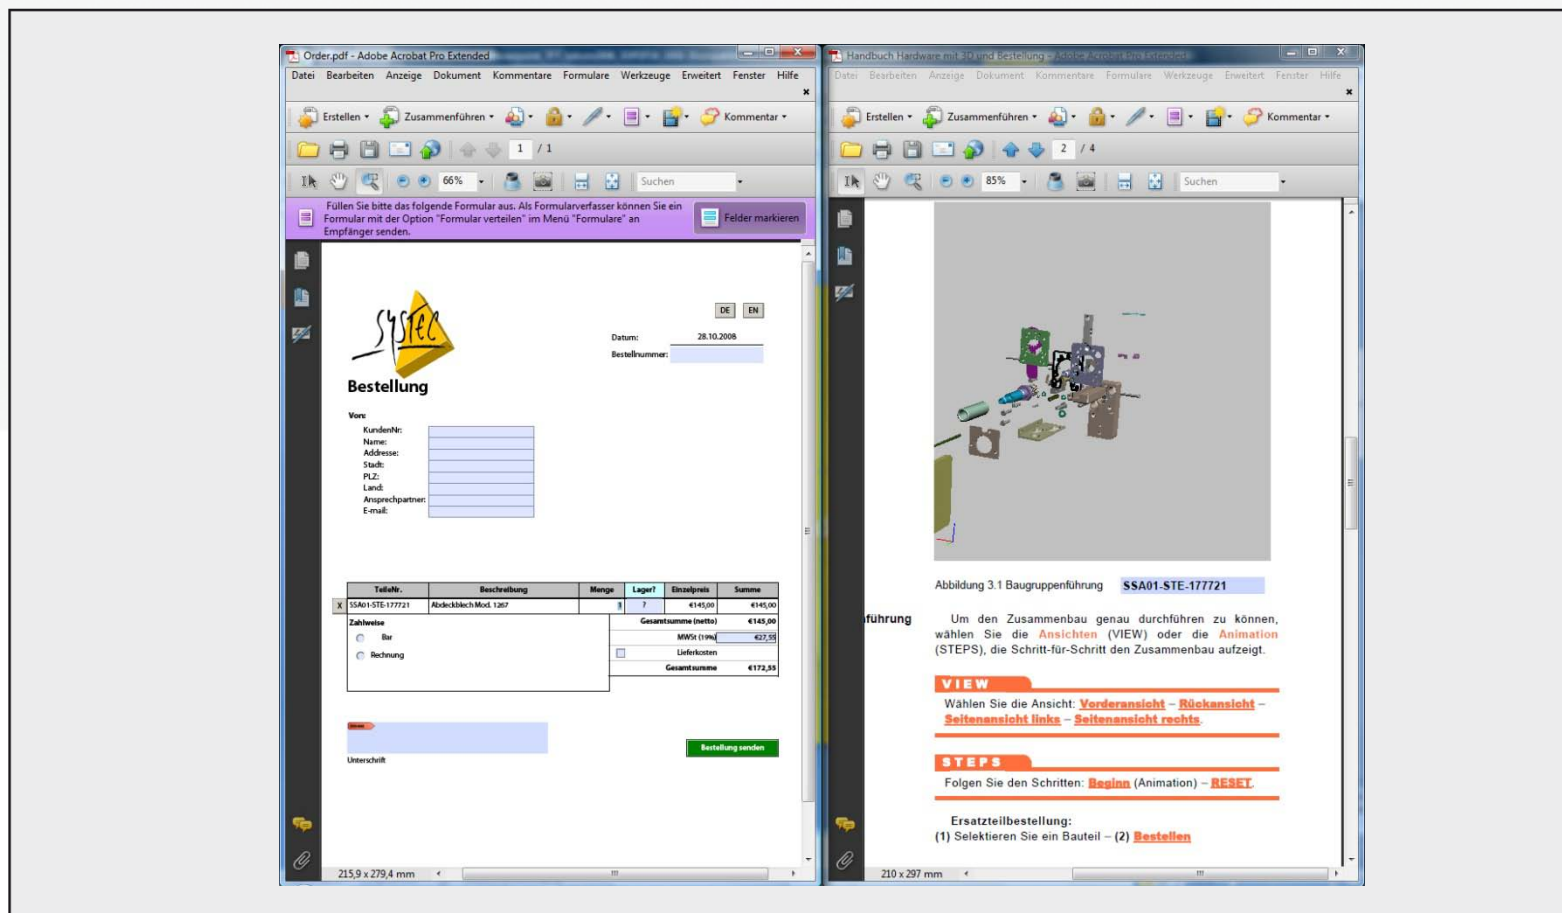 Order.pdf - Adobe Acrobat Pro Extended
Datei Bearbeiten Anzeige Dokument Kommentare Formulare Werkzeuge Erweitert Fenster Hilfe
Erstellen Zusammenführen Kommentar
1 / 1
66% Suchen
Füllen Sie bitte das folgende Formular aus. Als Formularverfasser können Sie ein
Formular mit der Option "Formular verteilen" im Menü "Formulare" an
Empfänger senden.
Felder markieren
SYSTEC
DE EN
Datum: 28.10.2008
Bestellnummer:
Bestellung
Von:
KundenNr:
Name:
Addresse:
Stadt:
PLZ:
Land:
Ansprechpartner:
E-mail:
TeileNr. Beschreibung Menge Lager? Einzelpreis Summe
X SSA01-STE-177721 Abdeckblech Mod. 1267 1 ? €145,00 €145,00
Zahlweise
Bar
Rechnung
Gesamtsumme (netto) €145,00
MWSt (19%) €27,55
Lieferkosten
Gesamtsumme €172,55
Bestellung senden
Unterschrift
215,9 x 279,4 mm
Handbuch Hardware mit 3D und Bestellung - Adobe Acrobat Pro Extended
Datei Bearbeiten Anzeige Dokument Kommentare Formulare Werkzeuge Erweitert Fenster Hilfe
Erstellen Zusammenführen Kommentar
2 / 4
85% Suchen
Abbildung 3.1 Baugruppenführung SSA01-STE-177721
führung
Um den Zusammenbau genau durchführen zu können,
wählen Sie die Ansichten (VIEW) oder die Animation
(STEPS), die Schritt-für-Schritt den Zusammenbau aufzeigt.
VIEW
Wählen Sie die Ansicht: Vorderansicht – Rückansicht –
Seitenansicht links – Seitenansicht rechts.
STEPS
Folgen Sie den Schritten: Beginn (Animation) – RESET.
Ersatzteilbestellung:
(1) Selektieren Sie ein Bauteil – (2) Bestellen
210 x 297 mm